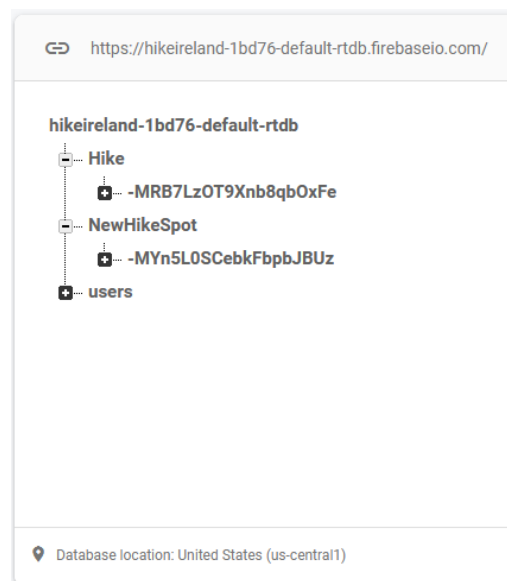 https://hikeireland-1bd76-default-rtdb.firebaseio.com/
hikeireland-1bd76-default-rtdb
Hike
-MRB7LzOT9Xnb8qbOxFe
NewHikeSpot
-MYn5L0SCebkFbpbJBUz
users
Database location: United States (us-central1)